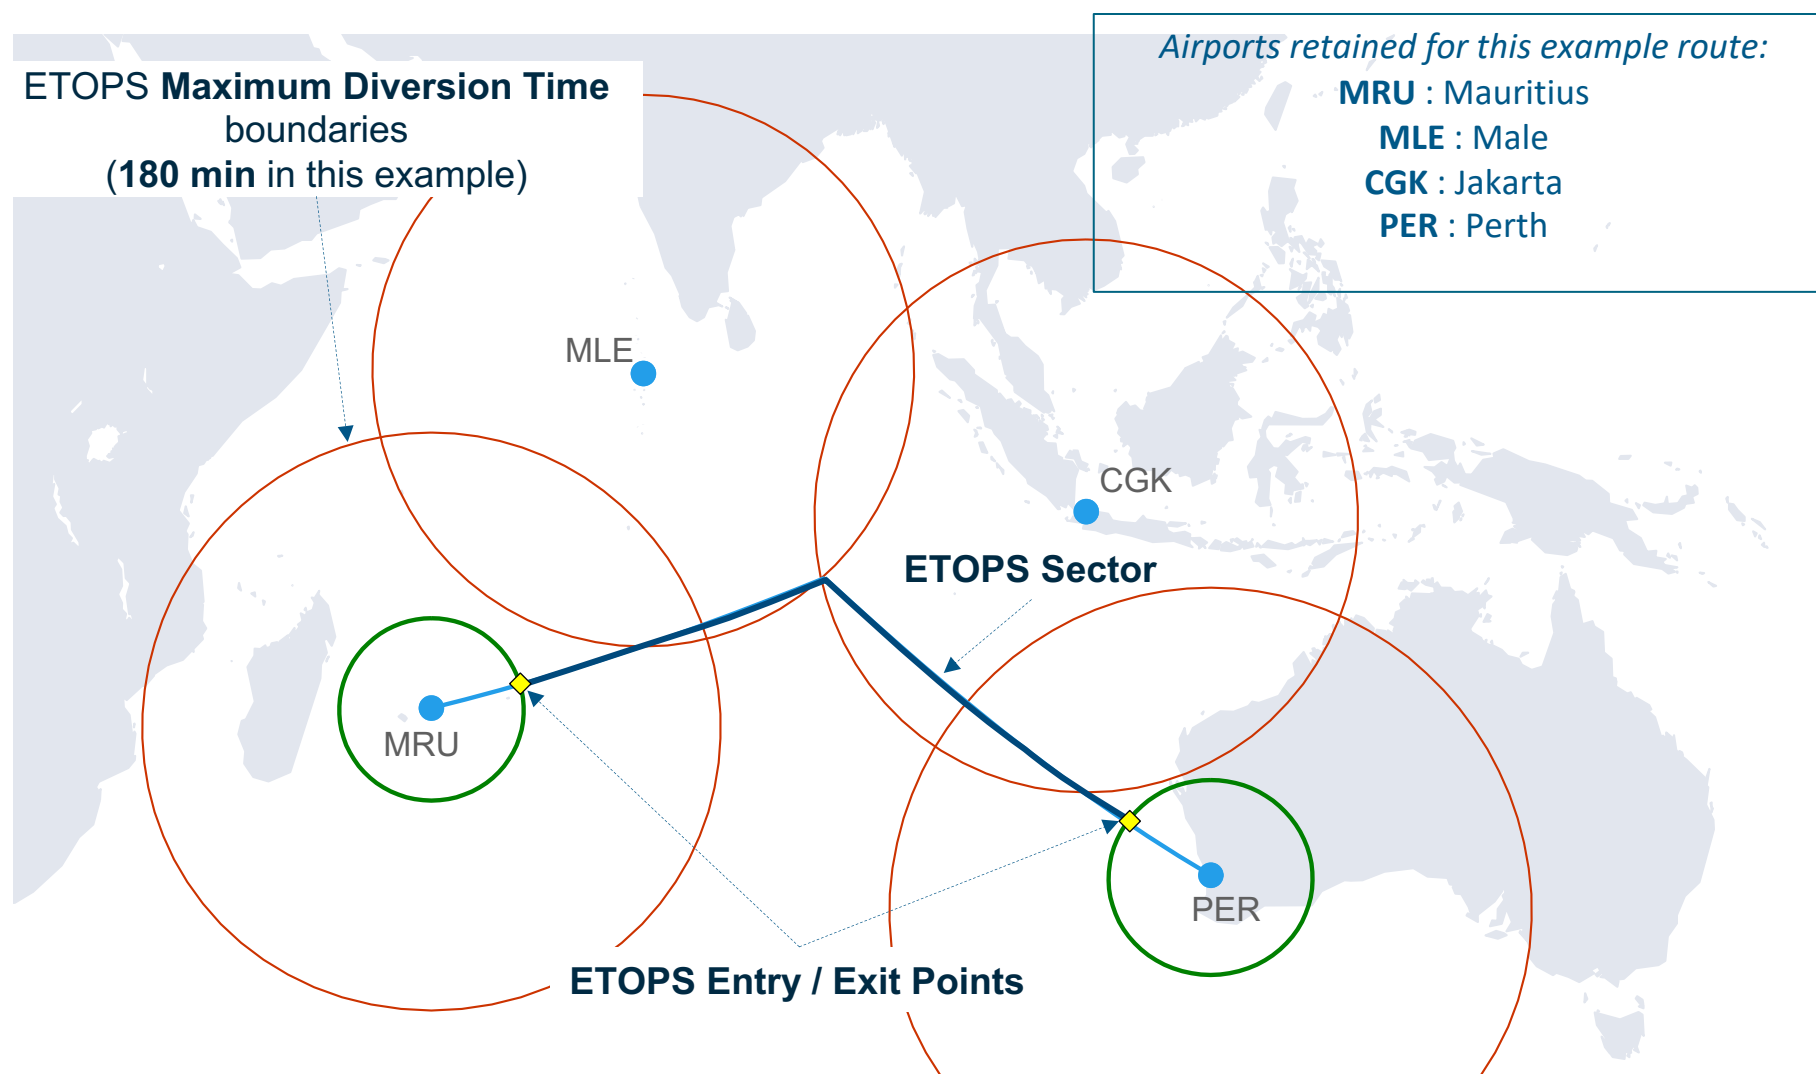 ETOPS Maximum Diversion Time
boundaries
(180 min in this example)
Airports retained for this example route:
MRU : Mauritius
MLE : Male
CGK : Jakarta
PER : Perth
MLE
CGK
ETOPS Sector
MRU
PER
ETOPS Entry / Exit Points